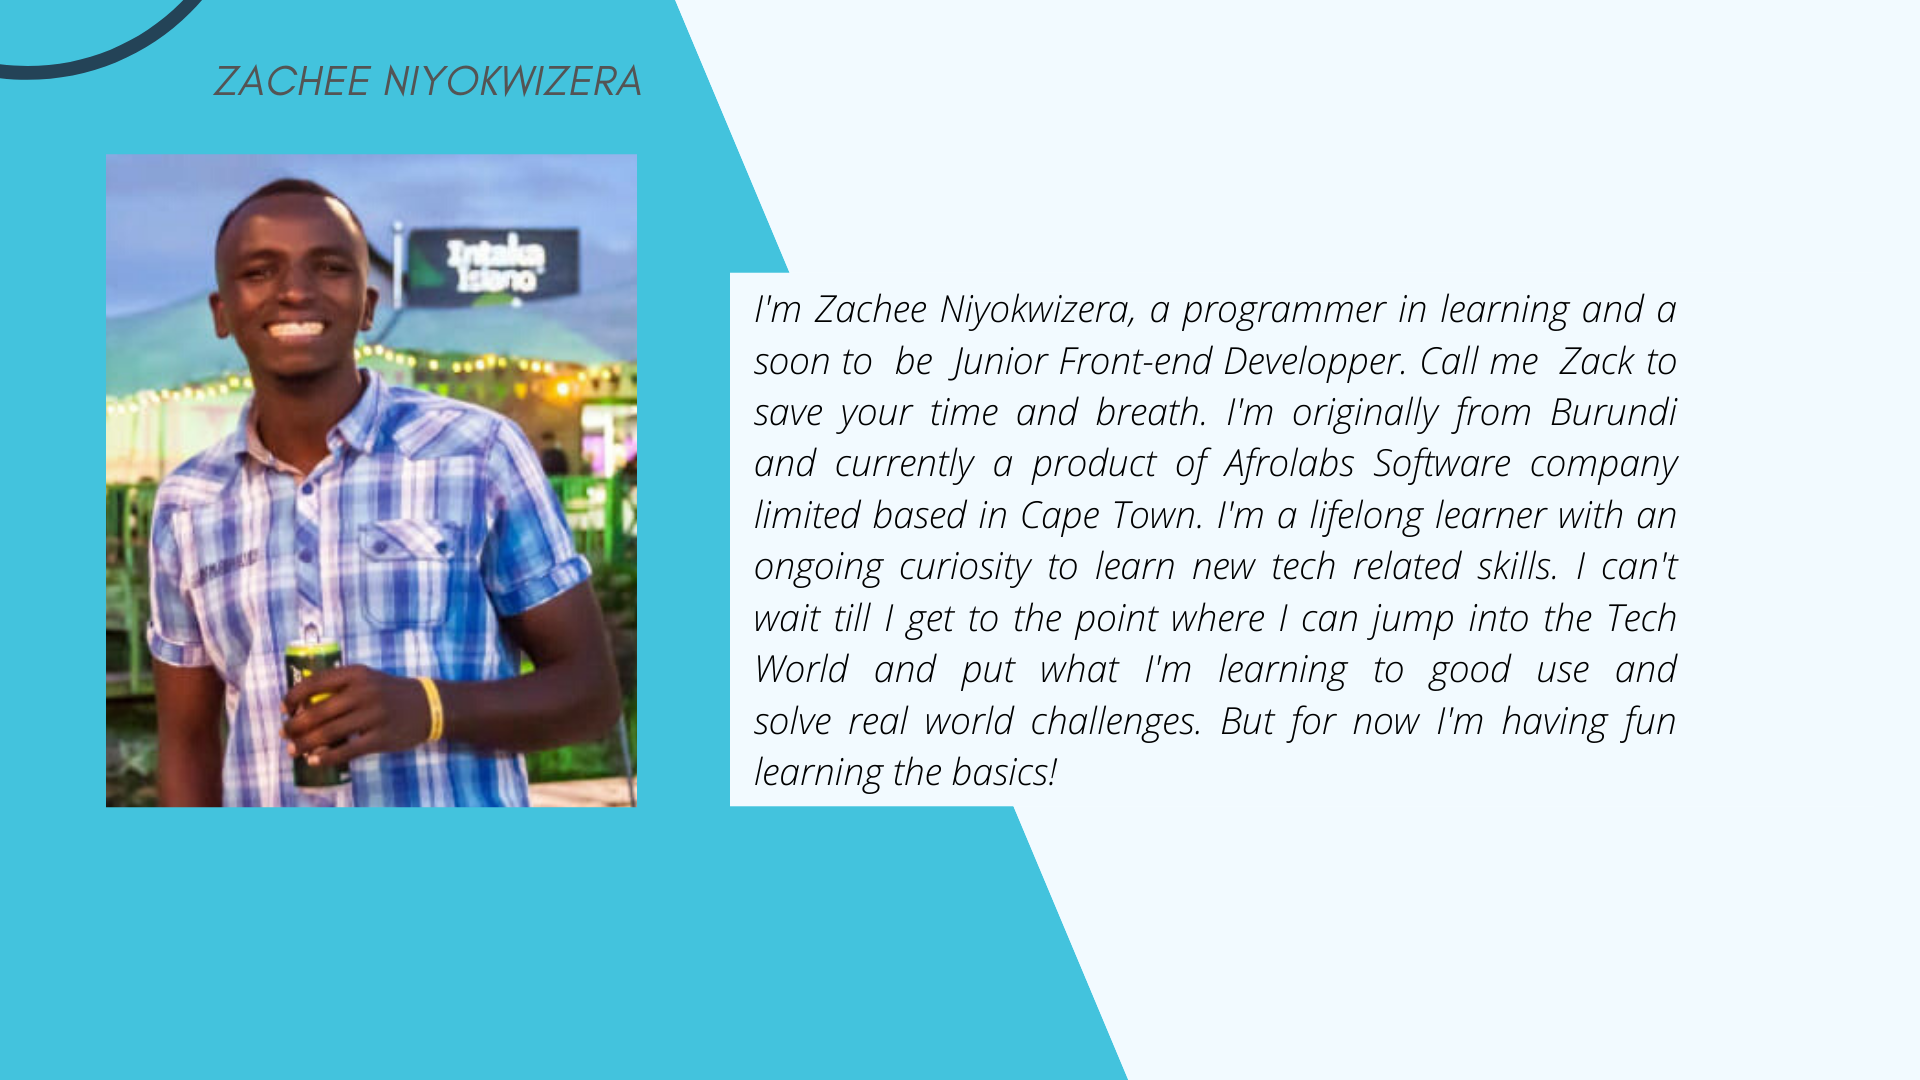 ZACHEE NIYOKWIZERA
Intaka
Island
I'm Zachee Niyokwizera, a programmer in learning and a
soon to be Junior Front-end Developper. Call me Zack to
save your time and breath. I'm originally from Burundi
and currently a product of Afrolabs Software company
limited based in Cape Town. I'm a lifelong learner with an
ongoing curiosity to learn new tech related skills. I can't
wait till I get to the point where I can jump into the Tech
World and put what I'm learning to good use and
solve real world challenges. But for now I'm having fun
learning the basics!